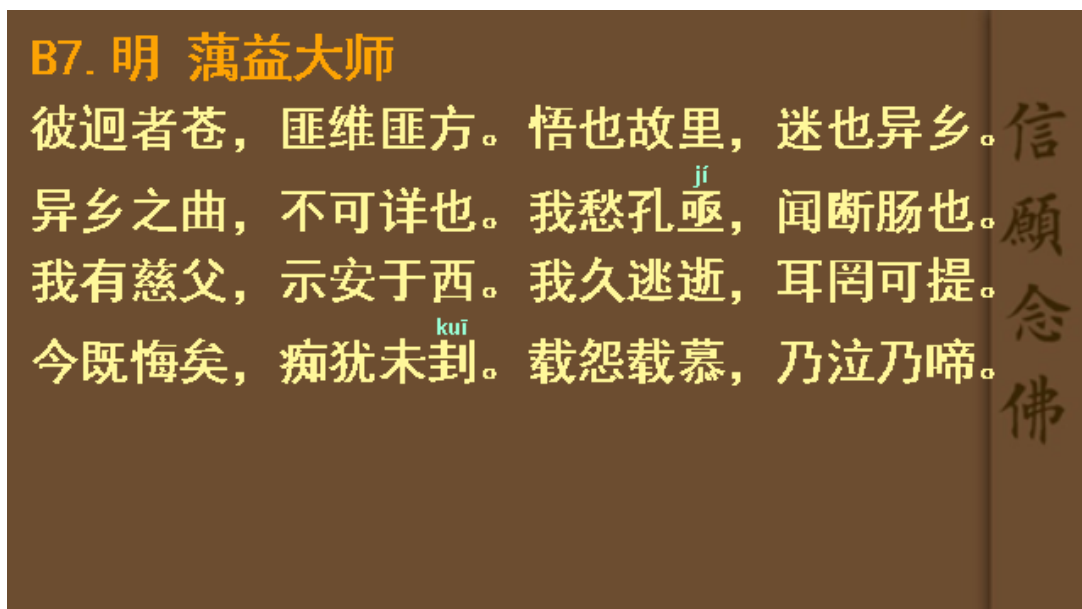 B7. 明 蕅益大师
彼迥者苍，匪维匪方。悟也故里，迷也异乡。
jí
异乡之曲，不可详也。我愁孔亟，闻断肠也。
我有慈父，示安于西。我久逃逝，耳罔可提。
kuī
今既悔矣，痴犹未刲。载怨载慕，乃泣乃啼。
信願念佛